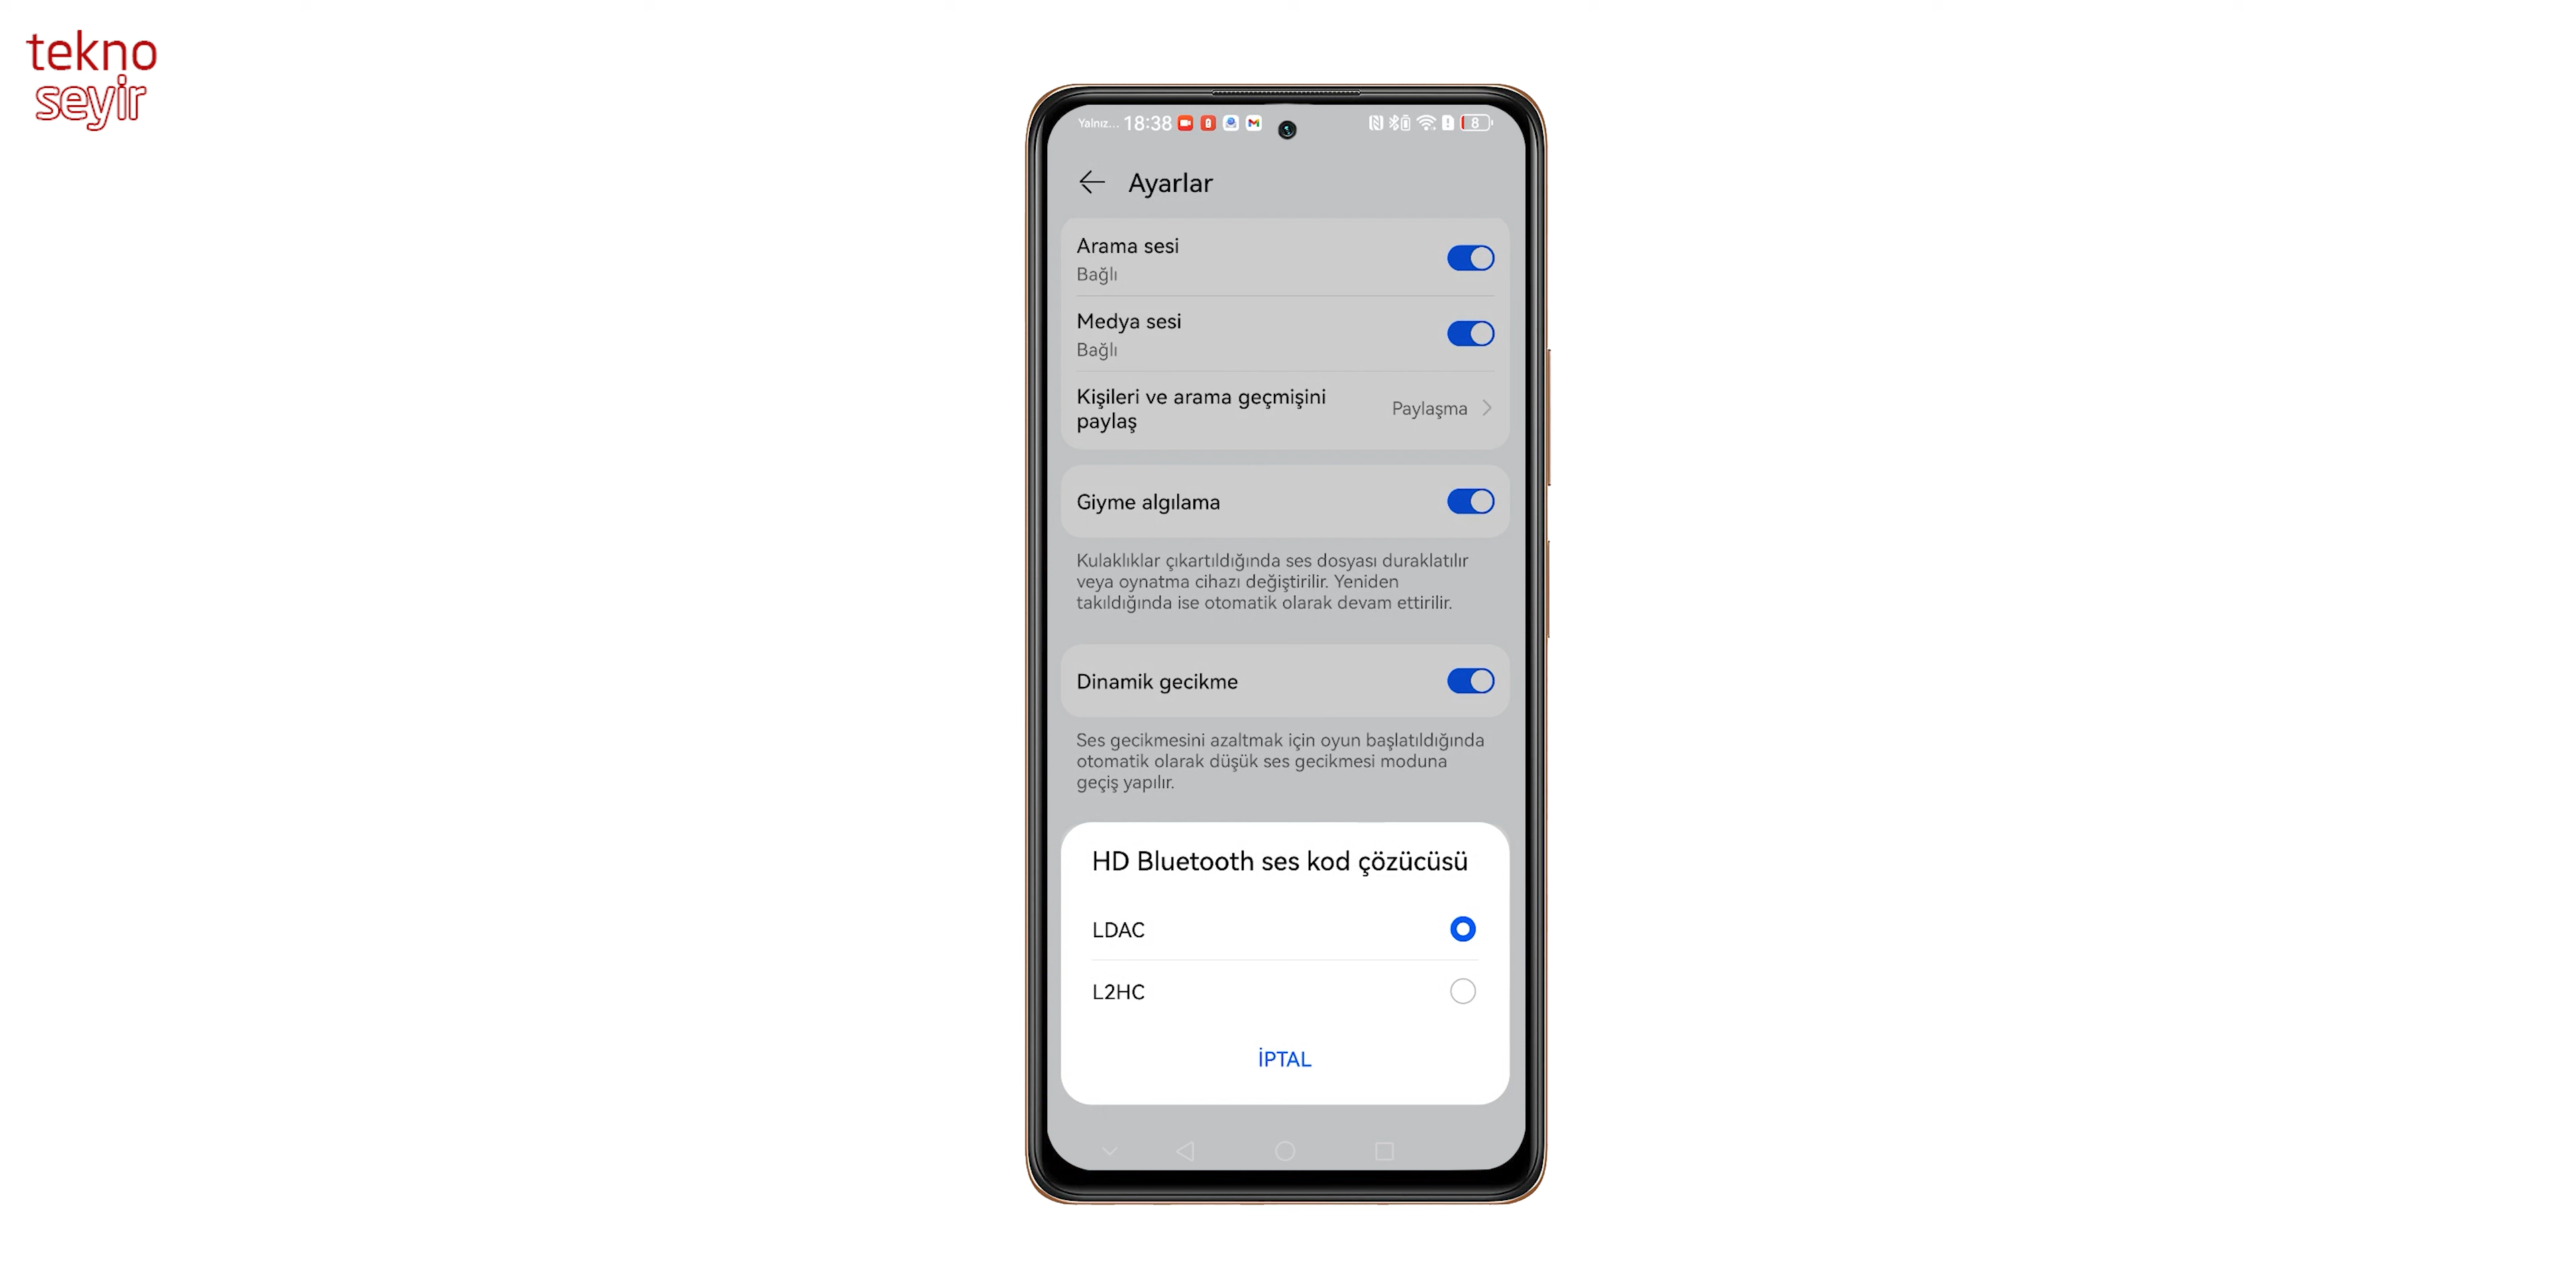 tekno
seyir
Yalnız... 18:38 8
Ayarlar
Arama sesi
Bağlı
Medya sesi
Bağlı
Kişileri ve arama geçmişini
paylaş
Paylaşma
Giyme algılama
Kulaklıklar çıkartıldığında ses dosyası duraklatılır
veya oynatma cihazı değiştirilir. Yeniden
takıldığında ise otomatik olarak devam ettirilir.
Dinamik gecikme
Ses gecikmesini azaltmak için oyun başlatıldığında
otomatik olarak düşük ses gecikmesi moduna
geçiş yapılır.
HD Bluetooth ses kod çözücüsü
LDAC
L2HC
İPTAL